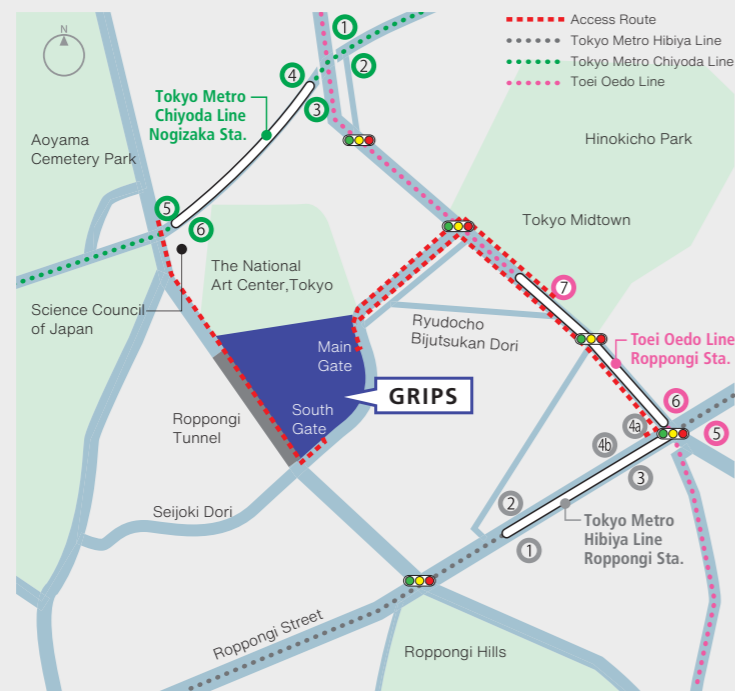 Access Route
Tokyo Metro Hibiya Line
Tokyo Metro Chiyoda Line
Toei Oedo Line
N
1
2
4
3
Tokyo Metro
Chiyoda Line
Nogizaka Sta.
Aoyama
Cemetery Park
Hinokicho Park
5
6
Tokyo Midtown
The National
Art Center,Tokyo
Science Council
of Japan
7
Ryudocho
Bijutsukan Dori
Main
Gate
Toei Oedo Line
Roppongi Sta.
GRIPS
South
Gate
Roppongi
Tunnel
6
5
4a
4b
3
2
1
Seijoki Dori
Tokyo Metro
Hibiya Line
Roppongi Sta.
Roppongi Street
Roppongi Hills